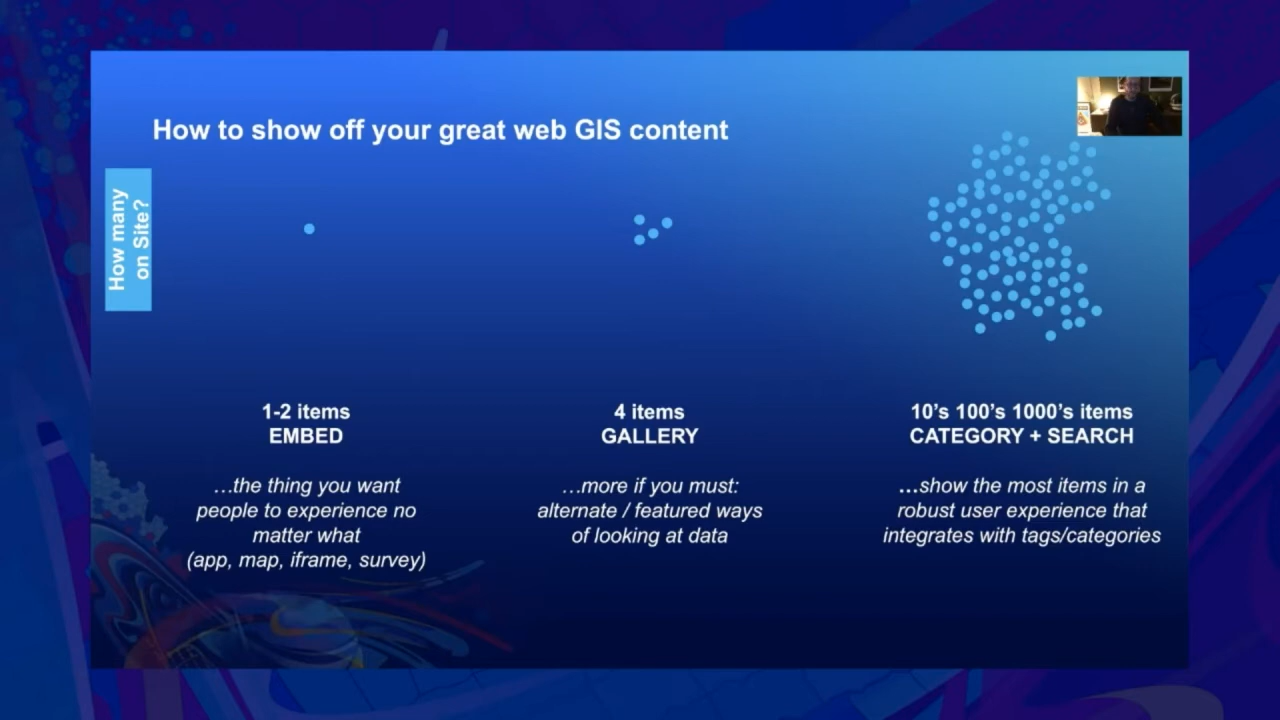 How to show off your great web GIS content
How many
on Site?
1-2 items
EMBED
…the thing you want
people to experience no
matter what
(app, map, iframe, survey)
4 items
GALLERY
…more if you must:
alternate / featured ways
of looking at data
10’s 100’s 1000’s items
CATEGORY + SEARCH
…show the most items in a
robust user experience that
integrates with tags/categories